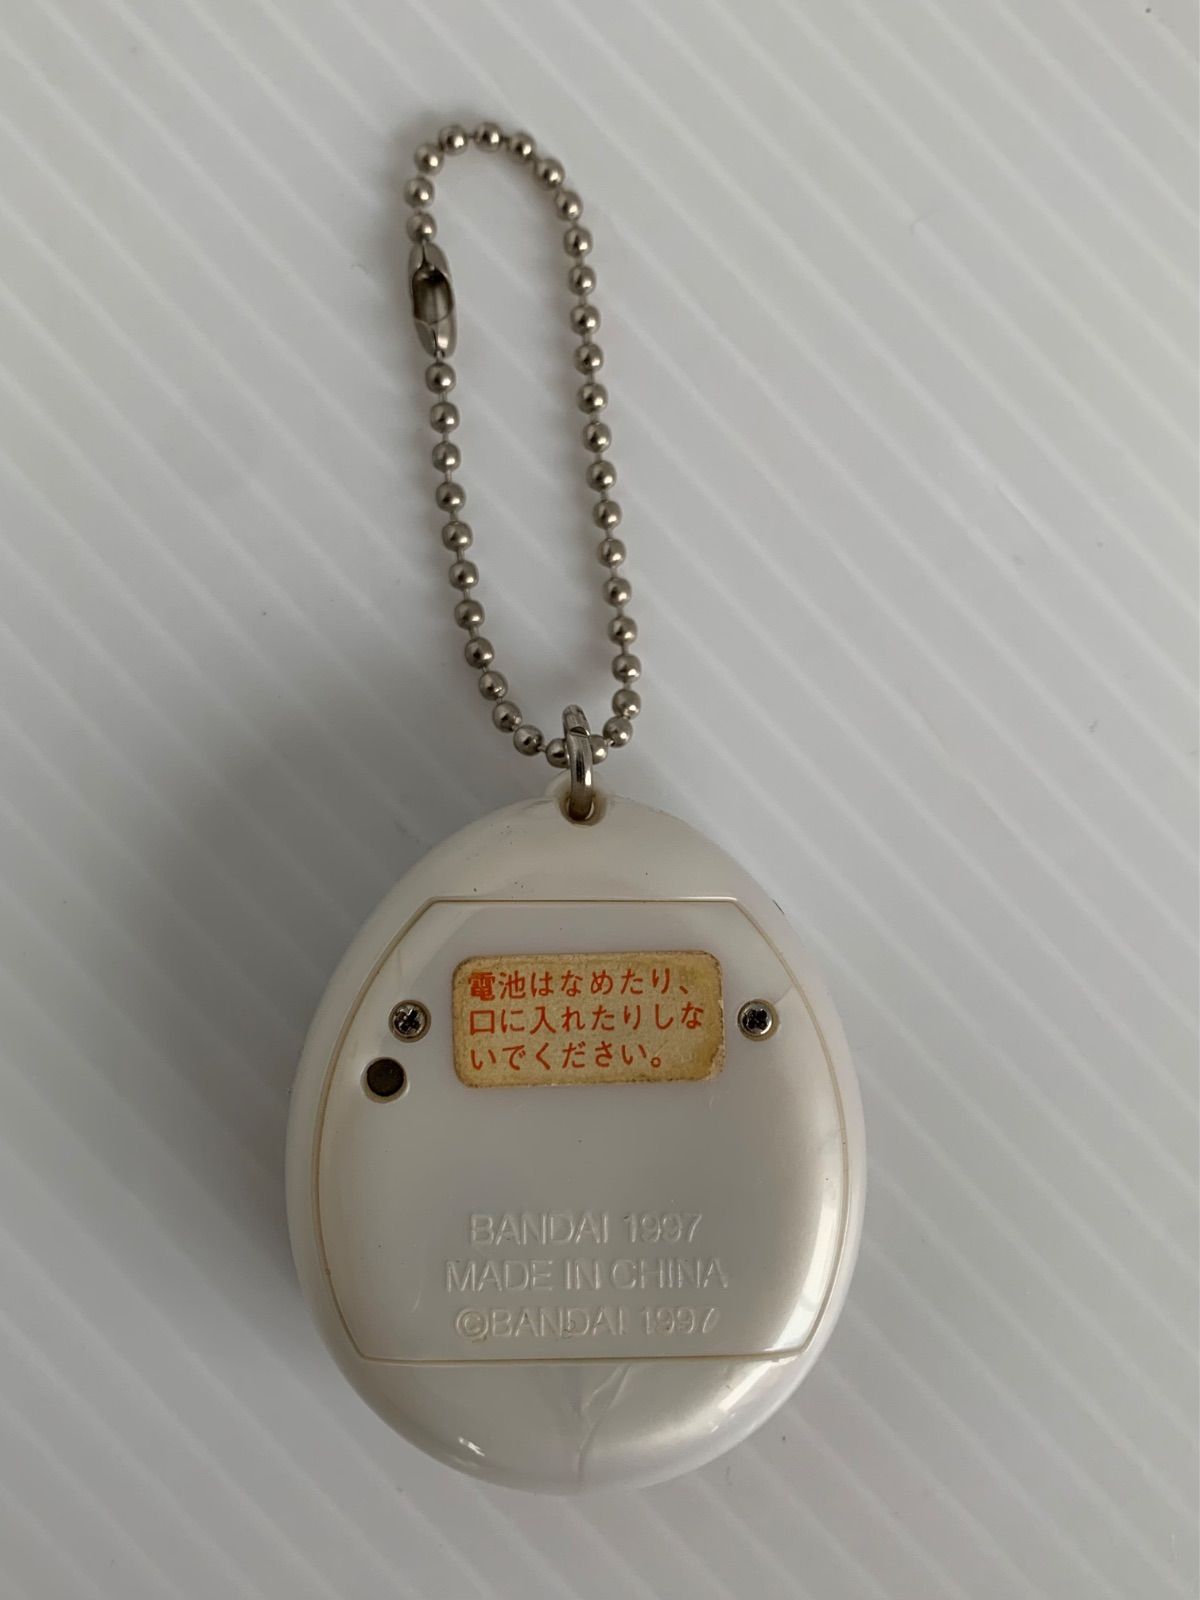 電池はなめたり、
口に入れたりしな
いでください。
BANDAI 1997
MADE IN CHINA
©BANDAI 1997